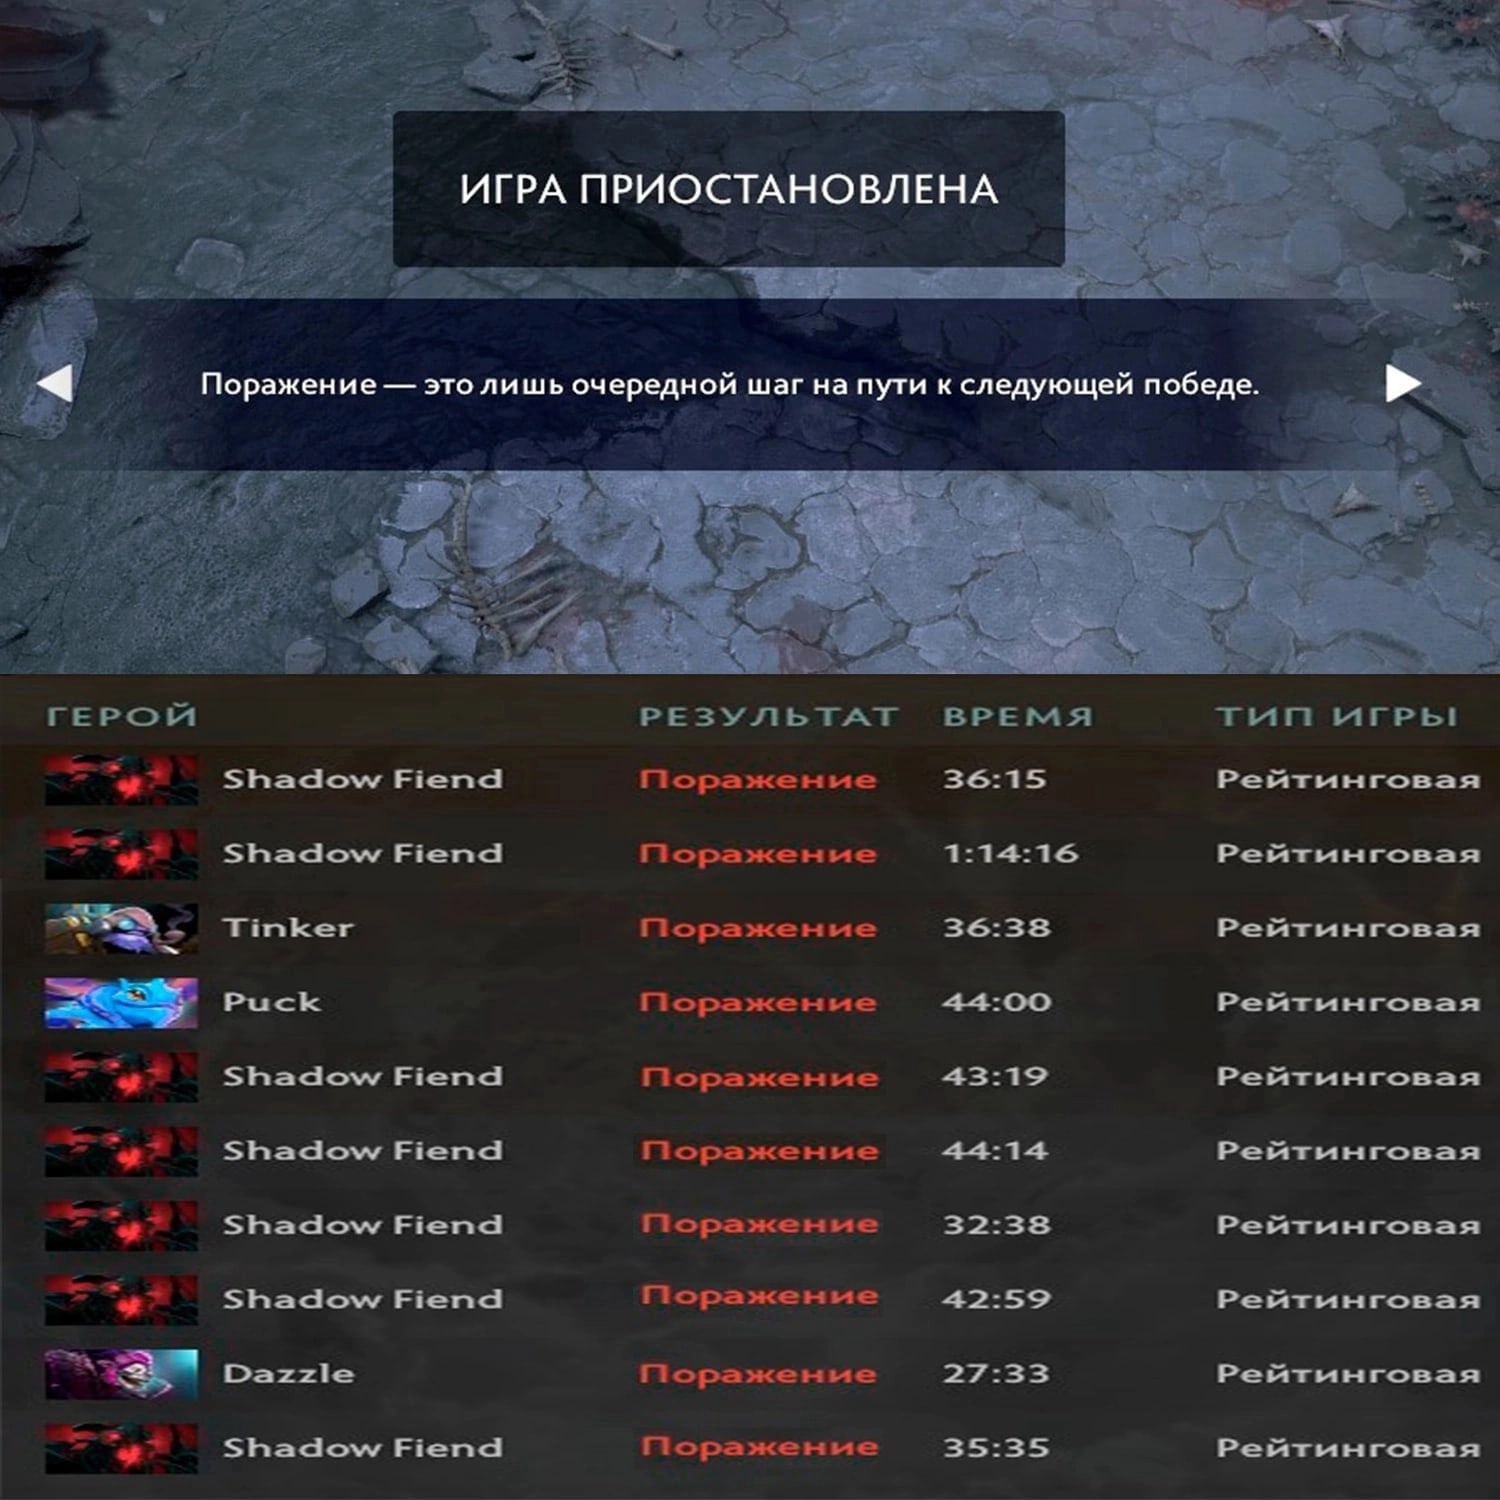 ИГРА ПРИОСТАНОВЛЕНА
Поражение — это лишь очередной шаг на пути к следующей победе.
ГЕРОЙ РЕЗУЛЬТАТ ВРЕМЯ ТИП ИГРЫ
Shadow Fiend Поражение 36:15 Рейтинговая
Shadow Fiend Поражение 1:14:16 Рейтинговая
Tinker Поражение 36:38 Рейтинговая
Puck Поражение 44:00 Рейтинговая
Shadow Fiend Поражение 43:19 Рейтинговая
Shadow Fiend Поражение 44:14 Рейтинговая
Shadow Fiend Поражение 32:38 Рейтинговая
Shadow Fiend Поражение 42:59 Рейтинговая
Dazzle Поражение 27:33 Рейтинговая
Shadow Fiend Поражение 35:35 Рейтинговая